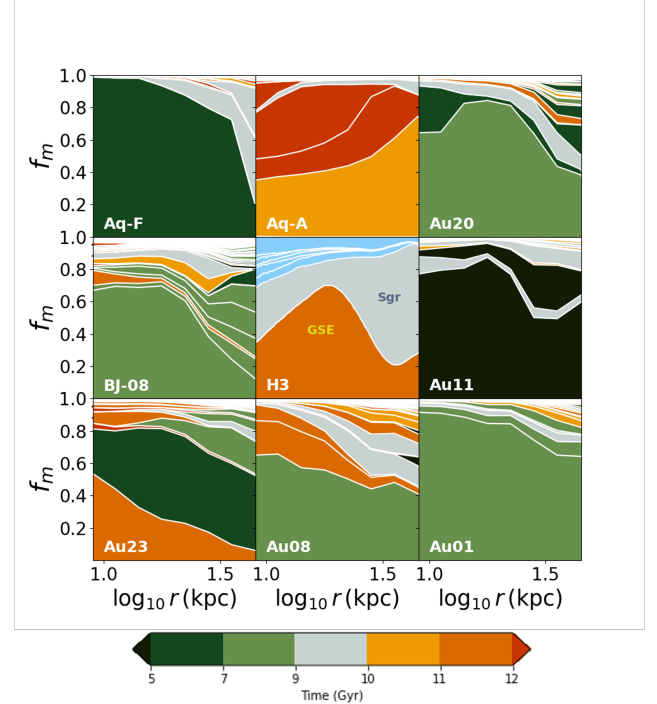 1.0
0.8
0.6
0.4
0.2
f_m
Aq-F
Aq-A
Au20
1.0
0.8
0.6
0.4
0.2
f_m
BJ-08
GSE
Sgr
H3
Au11
1.0
0.8
0.6
0.4
0.2
f_m
Au23
Au08
Au01
1.0 1.5 1.0 1.5 1.0 1.5
log₁₀ r (kpc) log₁₀ r (kpc) log₁₀ r (kpc)
5 7 9 10 11 12
Time (Gyr)